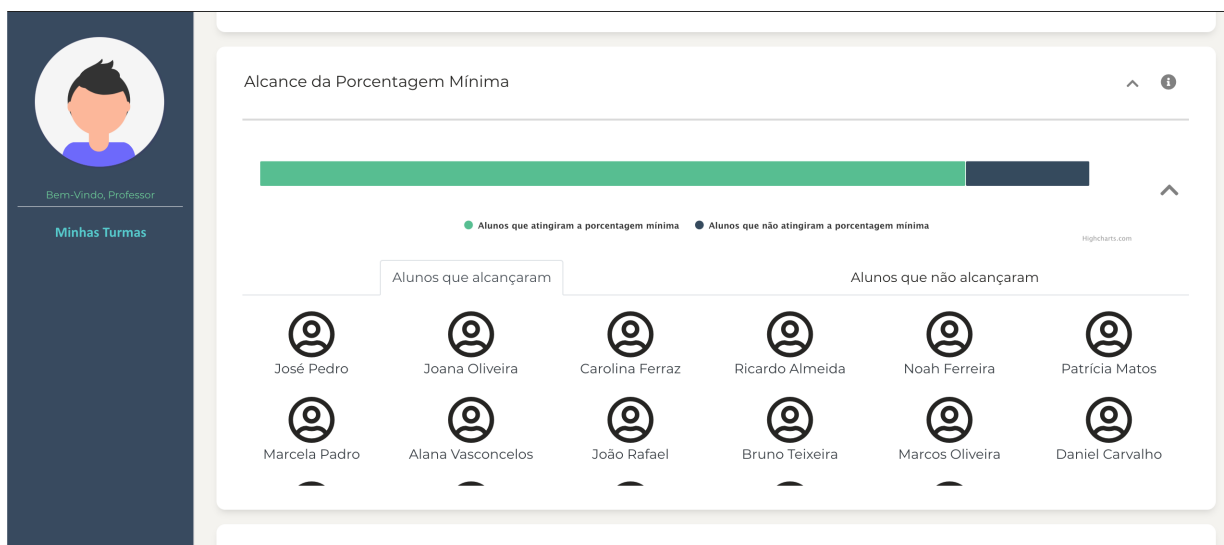 Bem-Vindo, Professor
Minhas Turmas
Alcance da Porcentagem Mínima
Alunos que atingiram a porcentagem mínima Alunos que não atingiram a porcentagem mínima
Highcharts.com
Alunos que alcançaram Alunos que não alcançaram
José Pedro Joana Oliveira Carolina Ferraz Ricardo Almeida Noah Ferreira Patrícia Matos
Marcela Padro Alana Vasconcelos João Rafael Bruno Teixeira Marcos Oliveira Daniel Carvalho